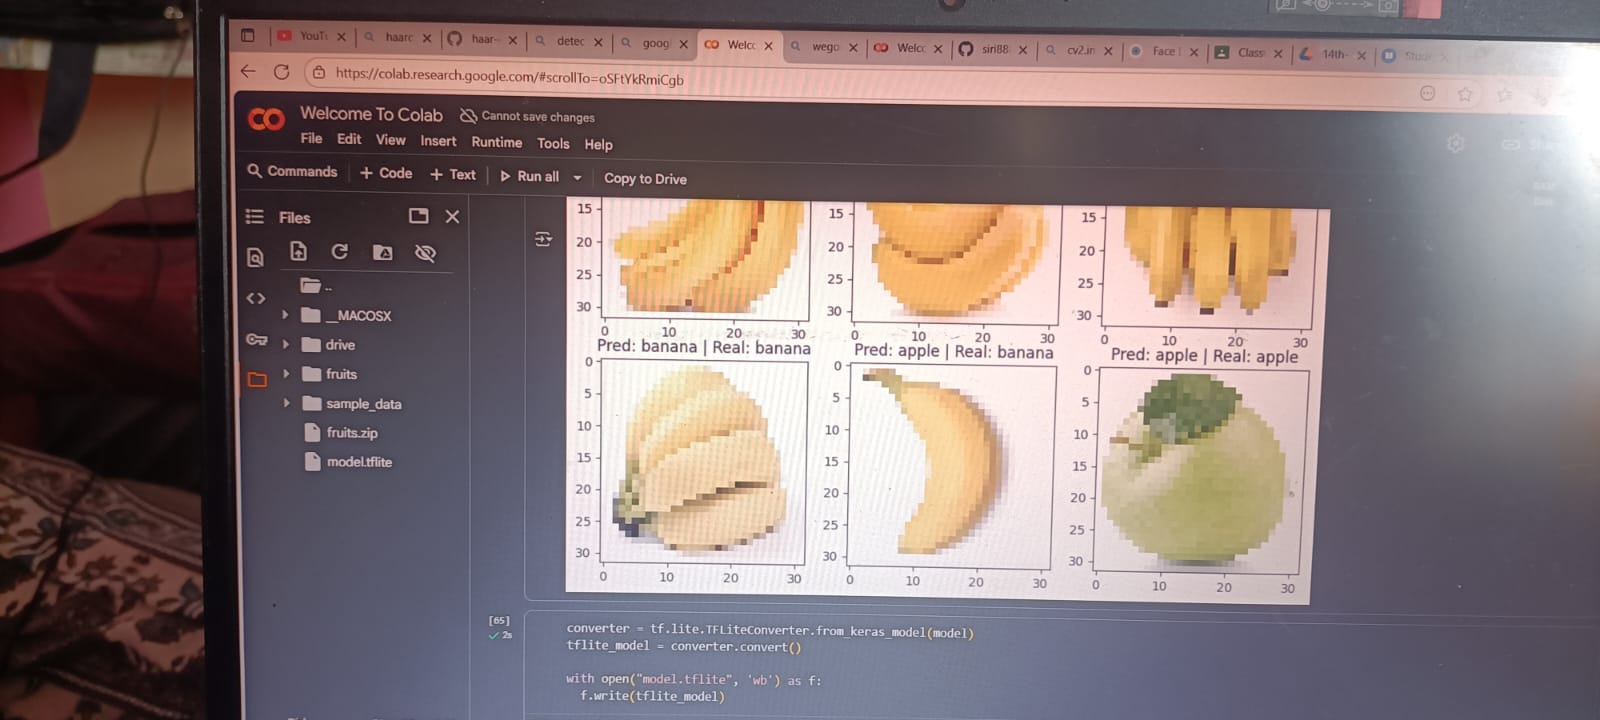 YouTu
haarc
haar-
detec
goog
Welcc
wego
Welcc
siri88
cv2.in
Face
Class
14th-
https://colab.research.google.com/#scrollTo=oSFtYkRmiCgb
Welcome To Colab
Cannot save changes
File Edit View Insert Runtime Tools Help
Commands + Code + Text Run all Copy to Drive
Files
..
__MACOSX
drive
fruits
sample_data
fruits.zip
model.tflite
15
20
25
30
0 10 20 30
15
20
25
30
0 10 20 30
15
20
25
30
0 10 20 30
Pred: banana | Real: banana
0
5
10
15
20
25
30
0 10 20 30
Pred: apple | Real: banana
0
5
10
15
20
25
30
0 10 20 30
Pred: apple | Real: apple
0
5
10
15
20
25
30
0 10 20 30
[65]
2s
converter = tf.lite.TFLiteConverter.from_keras_model(model)
tflite_model = converter.convert()
with open("model.tflite", 'wb') as f:
f.write(tflite_model)